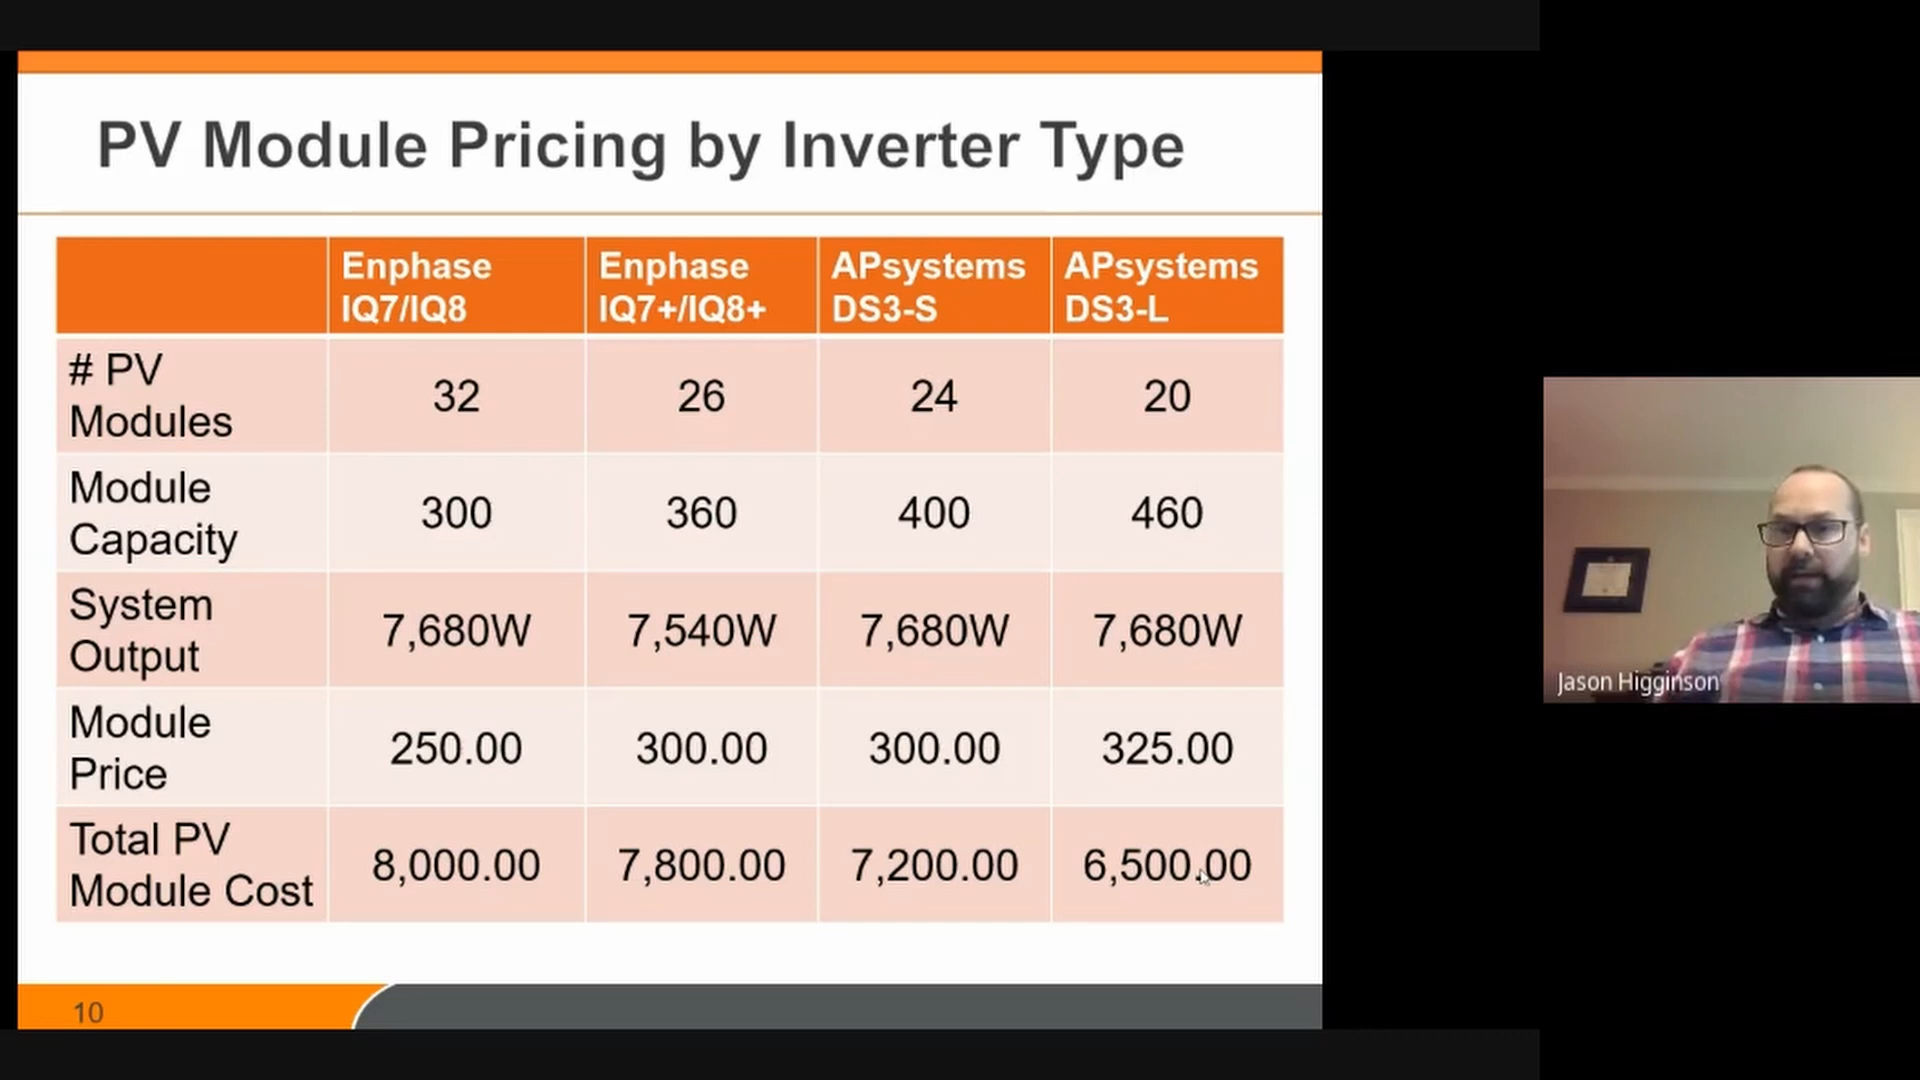 PV Module Pricing by Inverter Type
Enphase IQ7/IQ8
Enphase IQ7+/IQ8+
APsystems DS3-S
APsystems DS3-L
# PV Modules
32
26
24
20
Module Capacity
300
360
400
460
System Output
7,680W
7,540W
7,680W
7,680W
Module Price
250.00
300.00
300.00
325.00
Total PV Module Cost
8,000.00
7,800.00
7,200.00
6,500.00
10
Jason Higginson